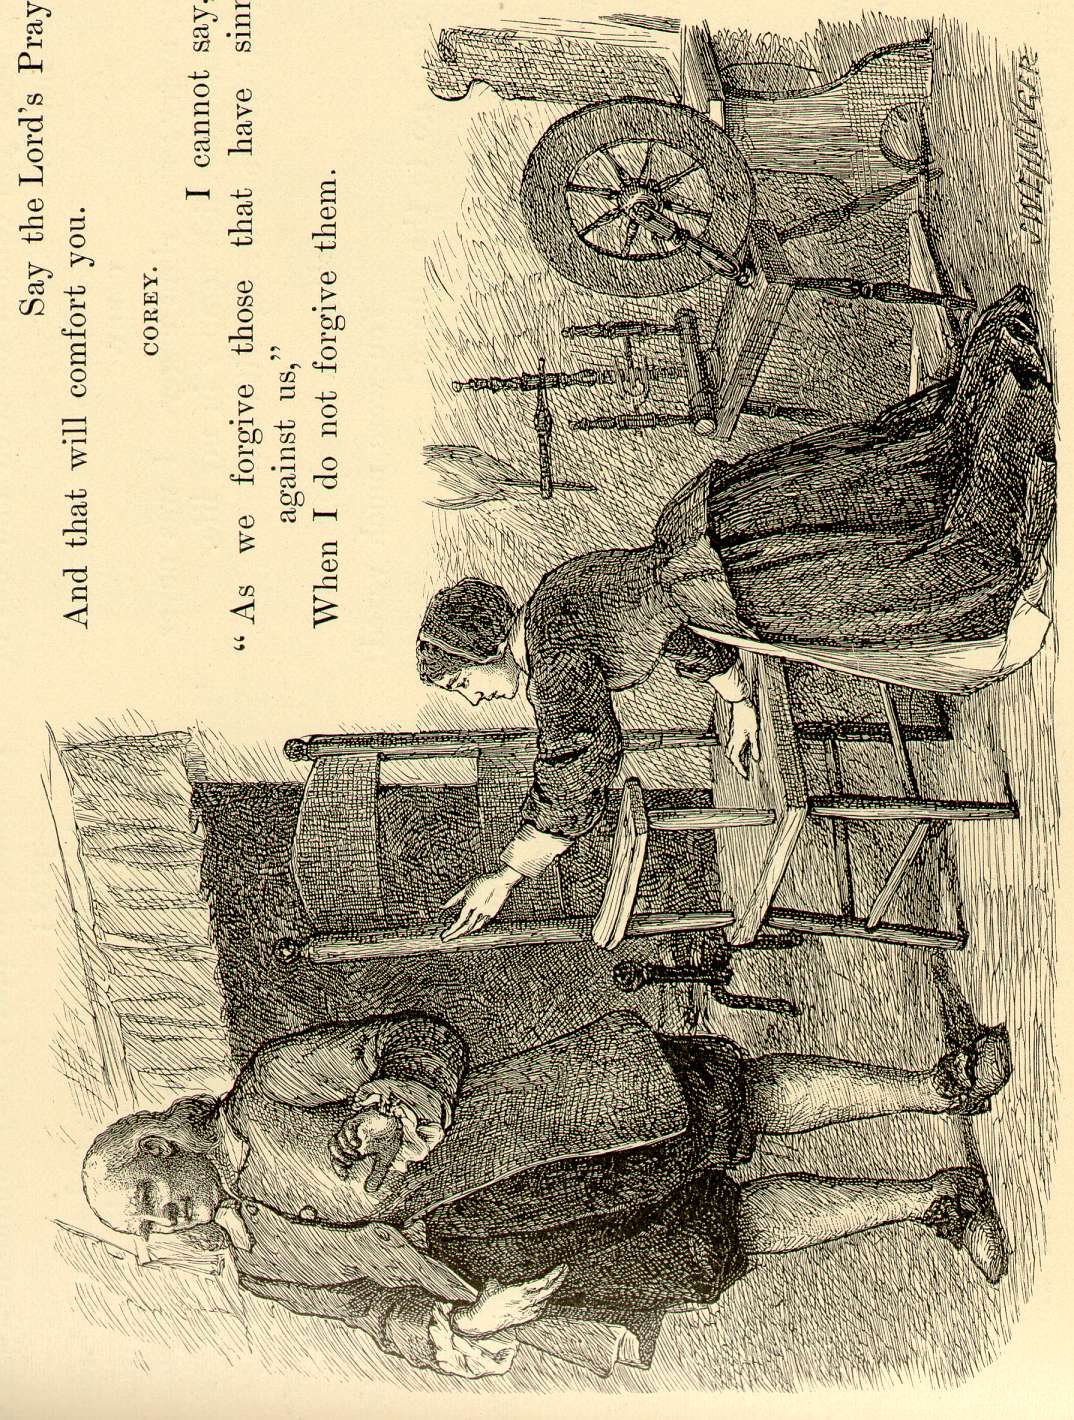 Say the Lord's Pray
And that will comfort you.
COREY.
I cannot say,
“ As we forgive those that have sinn
against us,”
When I do not forgive them.